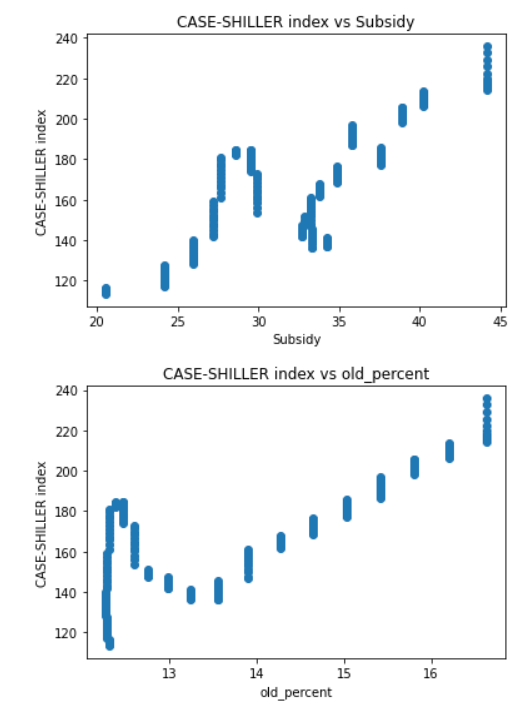 CASE-SHILLER index vs Subsidy
CASE-SHILLER index
240
220
200
180
160
140
120
20 25 30 35 40 45
Subsidy
CASE-SHILLER index vs old_percent
CASE-SHILLER index
240
220
200
180
160
140
120
13 14 15 16
old_percent